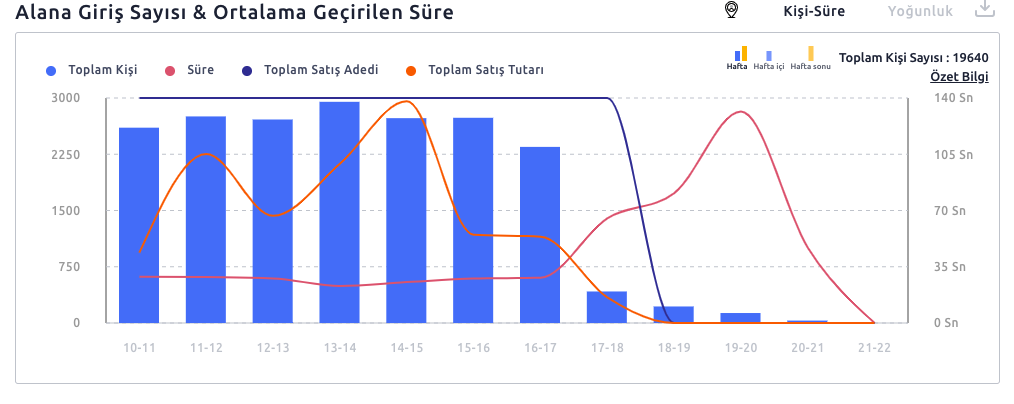 Alana Giriş Sayısı & Ortalama Geçirilen Süre
Kişi-Süre
Yoğunluk
Toplam Kişi
Süre
Toplam Satış Adedi
Toplam Satış Tutarı
Hafta
Hafta içi
Hafta sonu
Toplam Kişi Sayısı : 19640
Özet Bilgi
3000
2250
1500
750
0
140 Sn
105 Sn
70 Sn
35 Sn
0 Sn
10-11
11-12
12-13
13-14
14-15
15-16
16-17
17-18
18-19
19-20
20-21
21-22